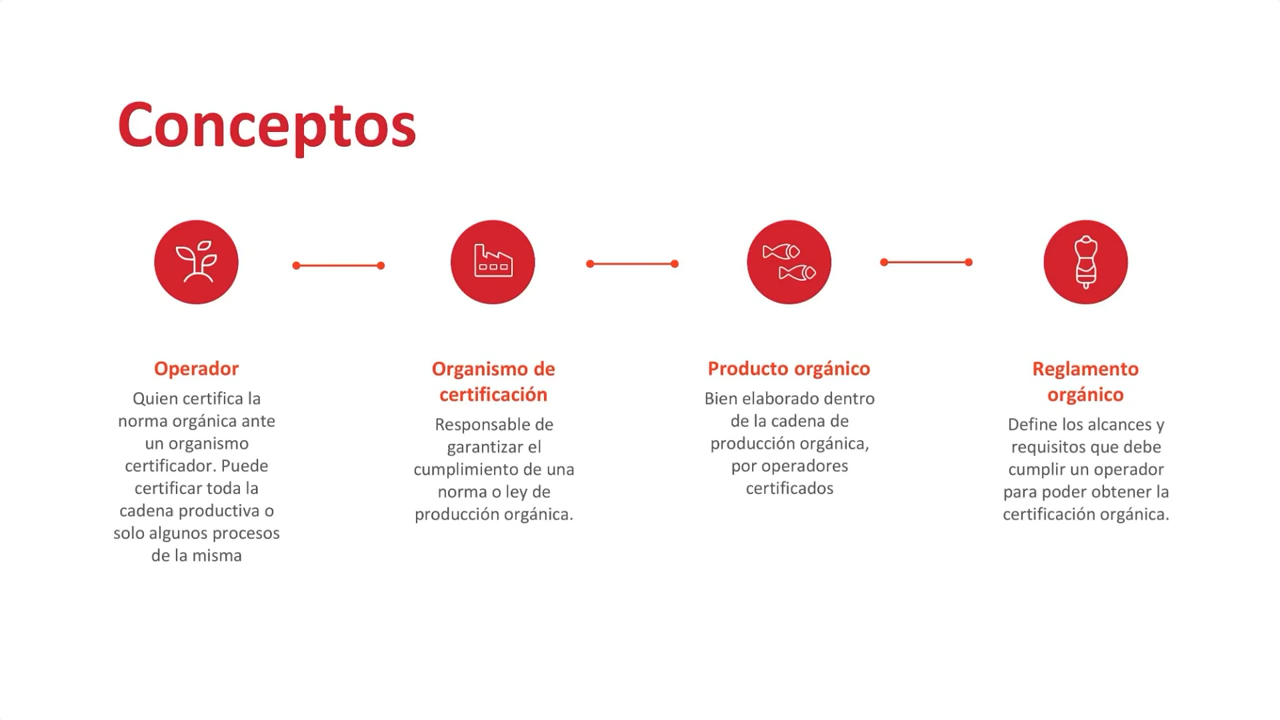 Conceptos
Operador
Quien certifica la
norma orgánica ante
un organismo
certificador. Puede
certificar toda la
cadena productiva o
solo algunos procesos
de la misma
Organismo de
certificación
Responsable de
garantizar el
cumplimiento de una
norma o ley de
producción orgánica.
Producto orgánico
Bien elaborado dentro
de la cadena de
producción orgánica,
por operadores
certificados
Reglamento
orgánico
Define los alcances y
requisitos que debe
cumplir un operador
para poder obtener la
certificación orgánica.